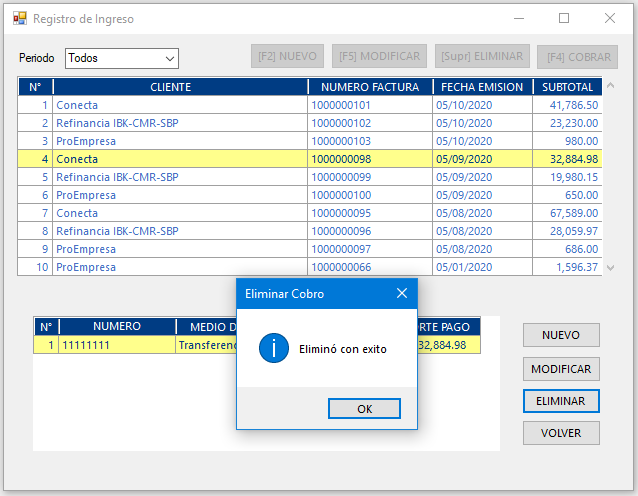 Registro de Ingreso
Periodo Todos [F2] NUEVO [F5] MODIFICAR [Supr] ELIMINAR [F4] COBRAR
N° CLIENTE NUMERO FACTURA FECHA EMISION SUBTOTAL
1 Conecta 1000000101 05/10/2020 41,786.50
2 Refinancia IBK-CMR-SBP 1000000102 05/10/2020 23,230.00
3 ProEmpresa 1000000103 05/10/2020 980.00
4 Conecta 1000000098 05/09/2020 32,884.98
5 Refinancia IBK-CMR-SBP 1000000099 05/09/2020 19,980.15
6 ProEmpresa 1000000100 05/09/2020 650.00
7 Conecta 1000000095 05/08/2020 67,589.00
8 Refinancia IBK-CMR-SBP 1000000096 05/08/2020 28,059.97
9 ProEmpresa 1000000097 05/08/2020 686.00
10 ProEmpresa 1000000066 05/01/2020 1,596.37
Eliminar Cobro
Eliminó con exito
OK
N° NUMERO MEDIO D RTE PAGO
1 11111111 Transferenc 32,884.98
NUEVO
MODIFICAR
ELIMINAR
VOLVER